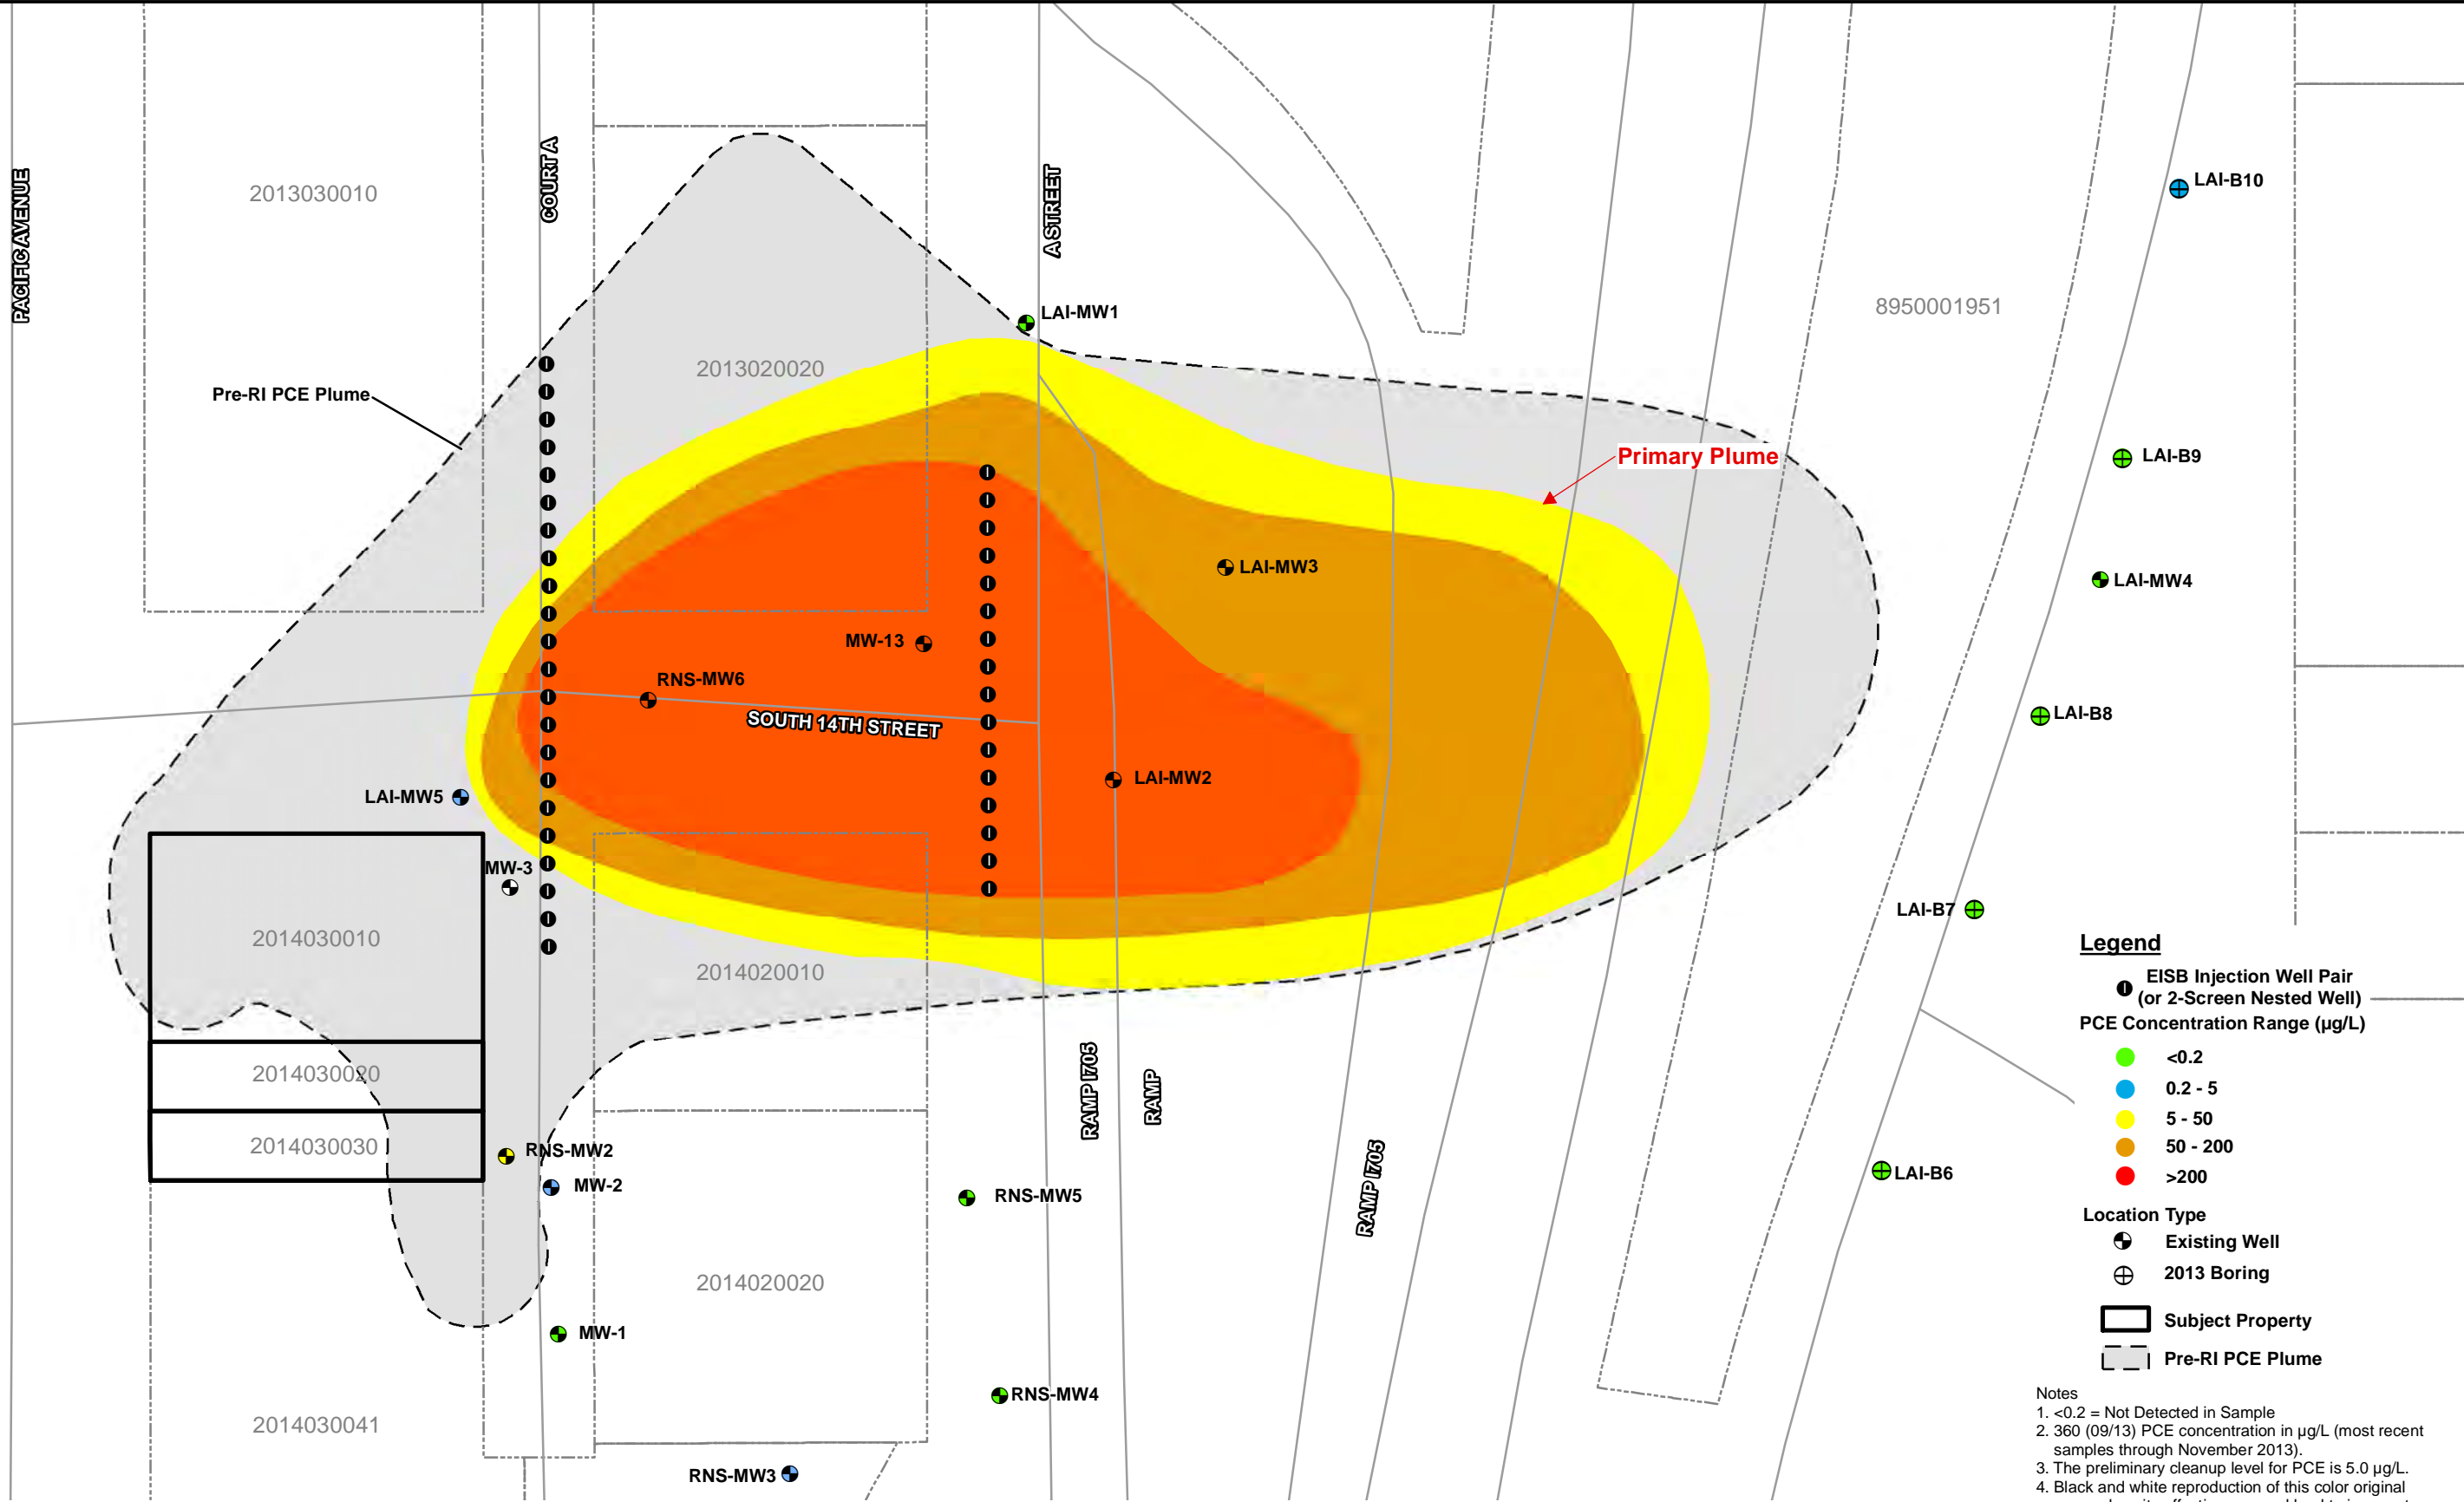 PACIFIC AVENUE
COURT A
A STREET
2013030010
LAI-B10
LAI-MW1
8950001951
2013020020
Pre-RI PCE Plume
Primary Plume
LAI-B9
LAI-MW3
LAI-MW4
MW-13
RNS-MW6
SOUTH 14TH STREET
LAI-B8
LAI-MW2
LAI-MW5
MW-3
LAI-B7
2014030010
2014020010
2014030020
2014030030
RNS-MW2
MW-2
RNS-MW5
RAMP I705
RAMP
RAMP I705
LAI-B6
2014020020
MW-1
RNS-MW4
2014030041
RNS-MW3
Legend
EISB Injection Well Pair
(or 2-Screen Nested Well)
PCE Concentration Range (µg/L)
<0.2
0.2 - 5
5 - 50
50 - 200
>200
Location Type
Existing Well
2013 Boring
Subject Property
Pre-RI PCE Plume
Notes
1. <0.2 = Not Detected in Sample
2. 360 (09/13) PCE concentration in µg/L (most recent
samples through November 2013).
3. The preliminary cleanup level for PCE is 5.0 µg/L.
4. Black and white reproduction of this color original